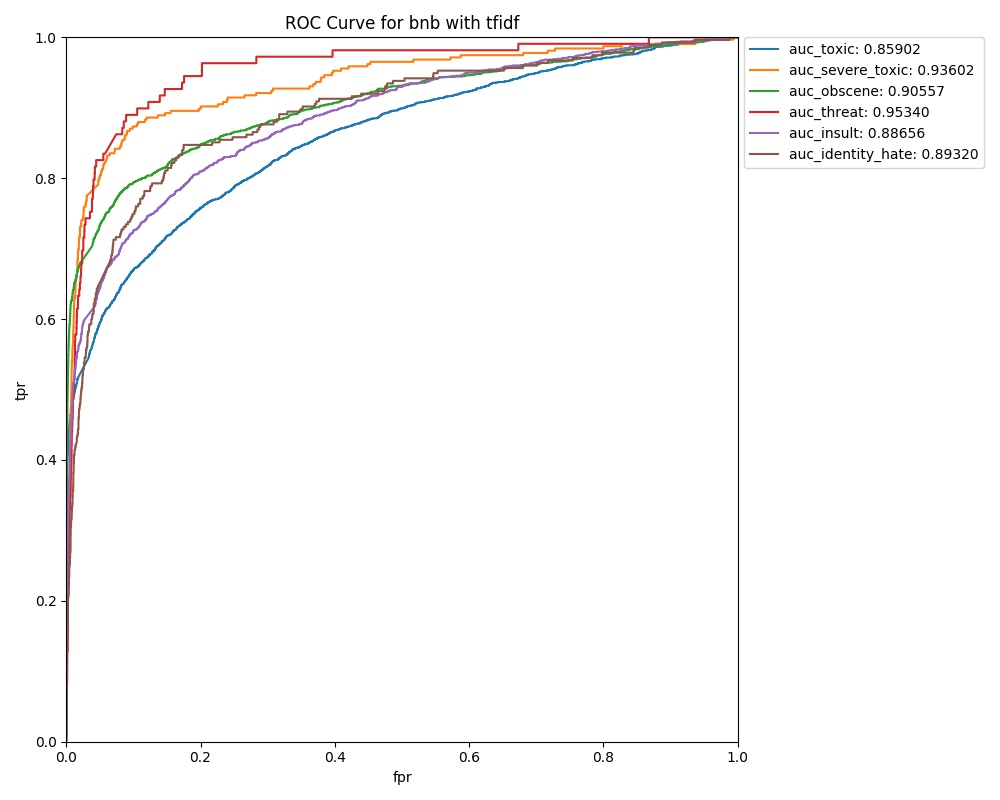 ROC Curve for bnb with tfidf
auc_toxic: 0.85902
auc_severe_toxic: 0.93602
auc_obscene: 0.90557
auc_threat: 0.95340
auc_insult: 0.88656
auc_identity_hate: 0.89320
tpr
1.0
0.8
0.6
0.4
0.2
0.0
0.0 0.2 0.4 0.6 0.8 1.0
fpr